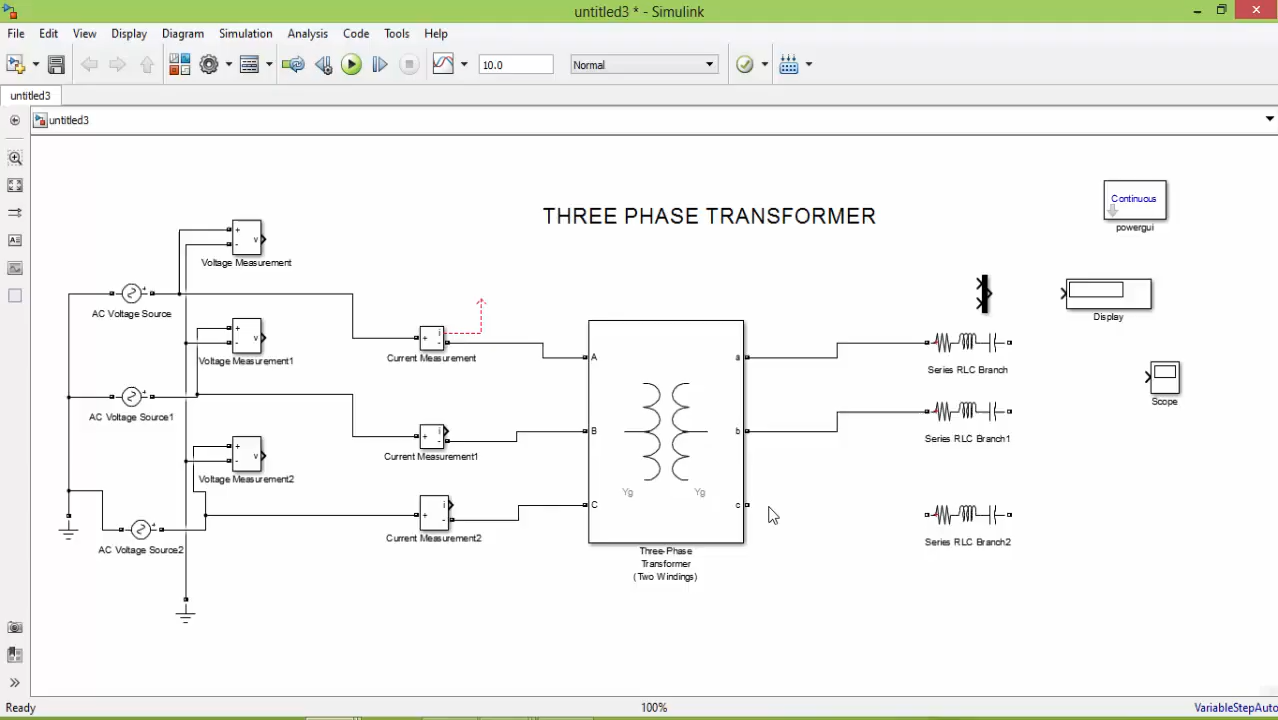 untitled3 * - Simulink
File Edit View Display Diagram Simulation Analysis Code Tools Help
10.0
Normal
untitled3
untitled3
THREE PHASE TRANSFORMER
Continuous
powergui
+
-
v
Voltage Measurement
AC Voltage Source
+
Display
+
-
v
Voltage Measurement1
+
i
-
Current Measurement
A
a
Series RLC Branch
Scope
AC Voltage Source1
+
+
-
v
Voltage Measurement2
+
i
-
Current Measurement1
B
b
Series RLC Branch1
Yg
Yg
+
i
-
Current Measurement2
C
c
Series RLC Branch2
AC Voltage Source2
+
Three-Phase
Transformer
(Two Windings)
Ready
100%
VariableStepAuto